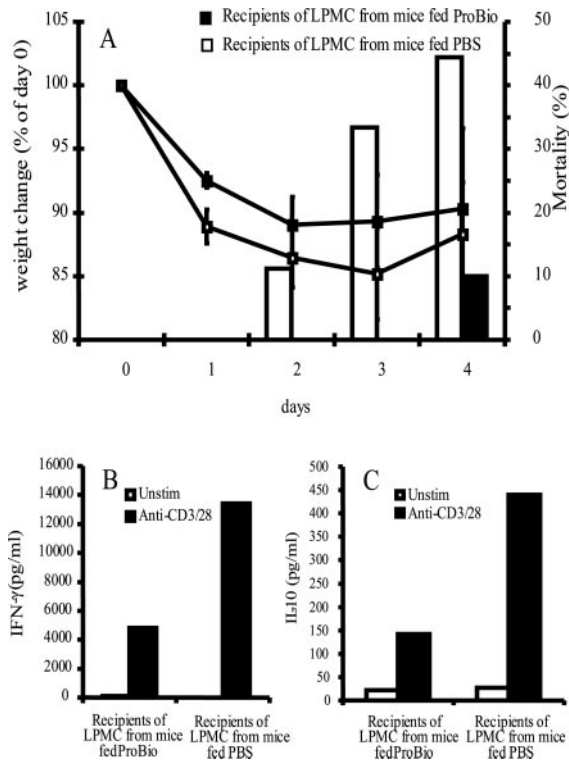 A
Recipients of LPMC from mice fed ProBio
Recipients of LPMC from mice fed PBS
weight change (% of day 0)
105
100
95
90
85
80
Mortality (%)
50
40
30
20
10
0
0 1 2 3 4
days
B
Unstim
Anti-CD3/28
IFN-γ(pg/ml)
16000
14000
12000
10000
8000
6000
4000
2000
0
Recipients of
LPMC from mice
fedProBio
Recipients of
LPMC from mice
fed PBS
C
Unstim
Anti-CD3/28
IL-10 (pg/ml)
500
450
400
350
300
250
200
150
100
50
0
Recipients of
LPMC from mice
fedProBio
Recipients of
LPMC from mice
fed PBS